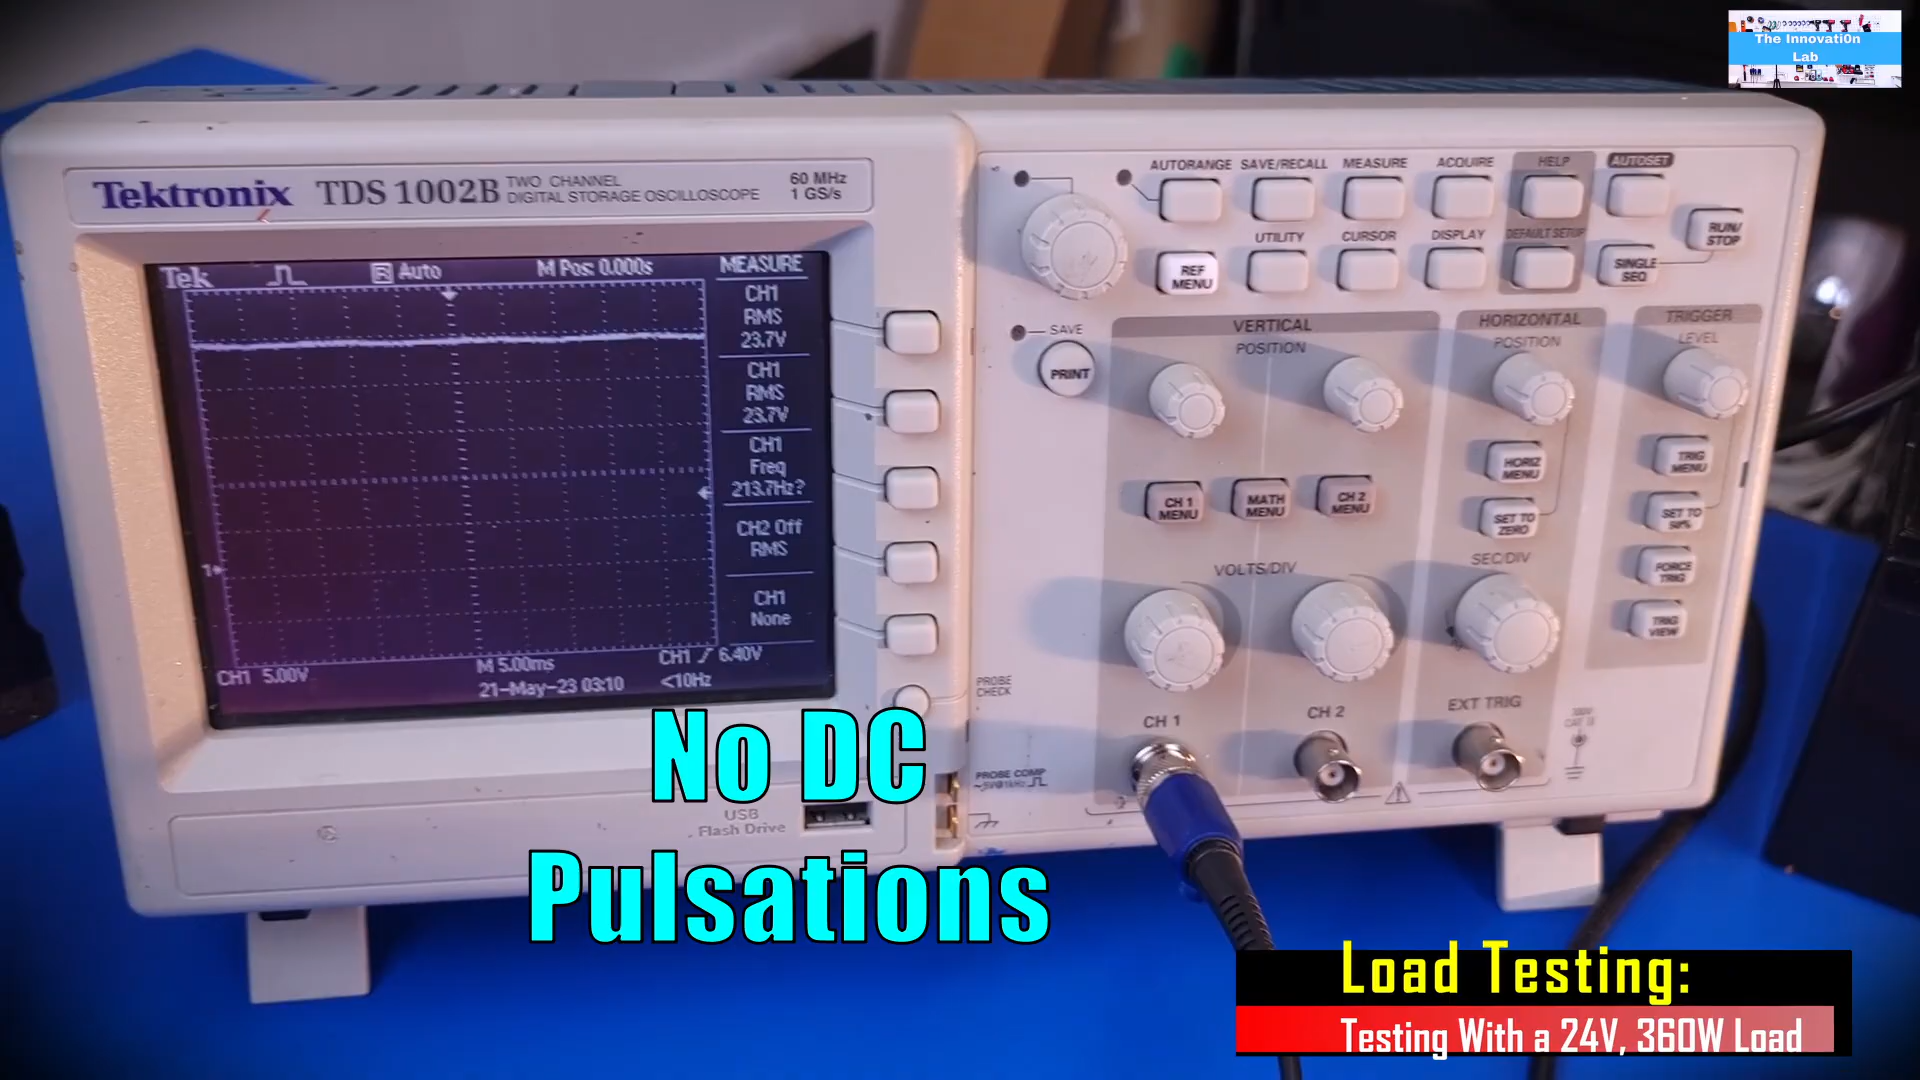 The Innovati0n
Lab
Tektronix
TDS 1002B
TWO CHANNEL
DIGITAL STORAGE OSCILLOSCOPE
60 MHz
1 GS/s
Tek
R Auto
M Pos: 0.000s
MEASURE
CH1
RMS
23.7V
CH1
RMS
23.7V
CH1
Freq
213.7Hz?
CH2 Off
RMS
CH1
None
1
CH1 5.00V
M 5.00ms
CH1 6.40V
21-May-23 03:10
<10Hz
AUTORANGE
SAVE/RECALL
MEASURE
ACQUIRE
HELP
AUTOSET
UTILITY
CURSOR
DISPLAY
DEFAULT SETUP
REF
MENU
SINGLE
SEQ
RUN/
STOP
SAVE
PRINT
VERTICAL
POSITION
HORIZONTAL
POSITION
TRIGGER
LEVEL
CH 1
MENU
MATH
MENU
CH 2
MENU
HORIZ
MENU
SET TO
ZERO
TRIG
MENU
SET TO
50%
FORCE
TRIG
TRIG
VIEW
VOLTS/DIV
SEC/DIV
PROBE
CHECK
CH 1
CH 2
EXT TRIG
300V
CAT II
PROBE COMP
~5V@1kHz
USB
Flash Drive
No DC
Pulsations
Load Testing:
Testing With a 24V, 360W Load